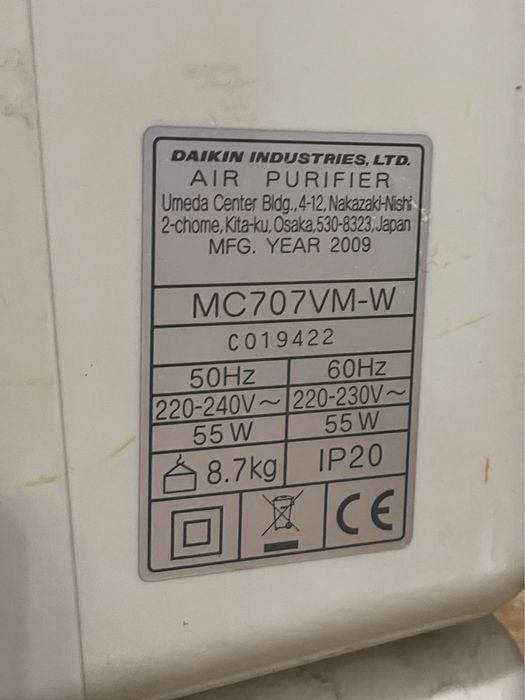 DAIKIN INDUSTRIES, LTD.
AIR PURIFIER
Umeda Center Bldg., 4-12, Nakazaki-Nishi
2-chome, Kita-ku, Osaka, 530-8323, Japan
MFG. YEAR 2009
MC707VM-W
C019422
50Hz 60Hz
220-240V~ 220-230V~
55W 55W
8.7kg IP20
CE